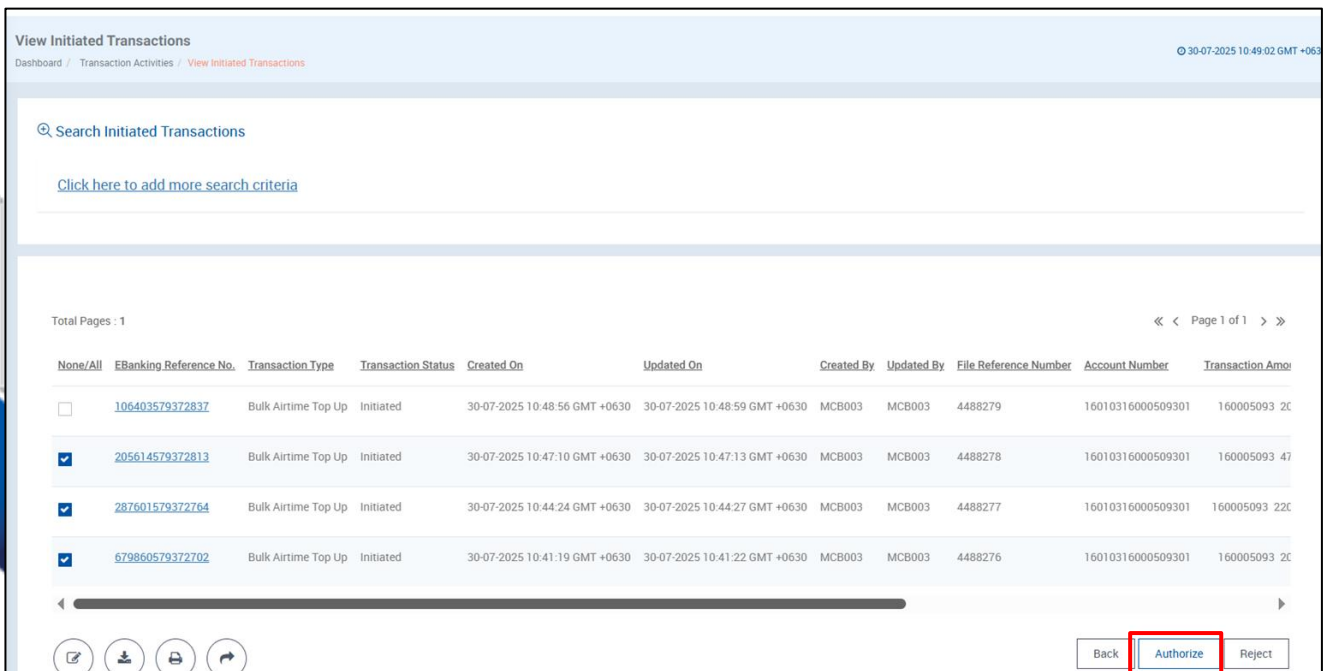 View Initiated Transactions
30-07-2025 10:49:02 GMT +063
Dashboard / Transaction Activities / View Initiated Transactions
Search Initiated Transactions
Click here to add more search criteria
Total Pages : 1
« < Page 1 of 1 > »
None/All EBanking Reference No. Transaction Type Transaction Status Created On Updated On Created By Updated By File Reference Number Account Number Transaction Amou
106403579372837 Bulk Airtime Top Up Initiated 30-07-2025 10:48:56 GMT +0630 30-07-2025 10:48:59 GMT +0630 MCB003 MCB003 4488279 16010316000509301 160005093 20
205614579372813 Bulk Airtime Top Up Initiated 30-07-2025 10:47:10 GMT +0630 30-07-2025 10:47:13 GMT +0630 MCB003 MCB003 4488278 16010316000509301 160005093 47
287601579372764 Bulk Airtime Top Up Initiated 30-07-2025 10:44:24 GMT +0630 30-07-2025 10:44:27 GMT +0630 MCB003 MCB003 4488277 16010316000509301 160005093 220
679860579372702 Bulk Airtime Top Up Initiated 30-07-2025 10:41:19 GMT +0630 30-07-2025 10:41:22 GMT +0630 MCB003 MCB003 4488276 16010316000509301 160005093 20
Back Authorize Reject